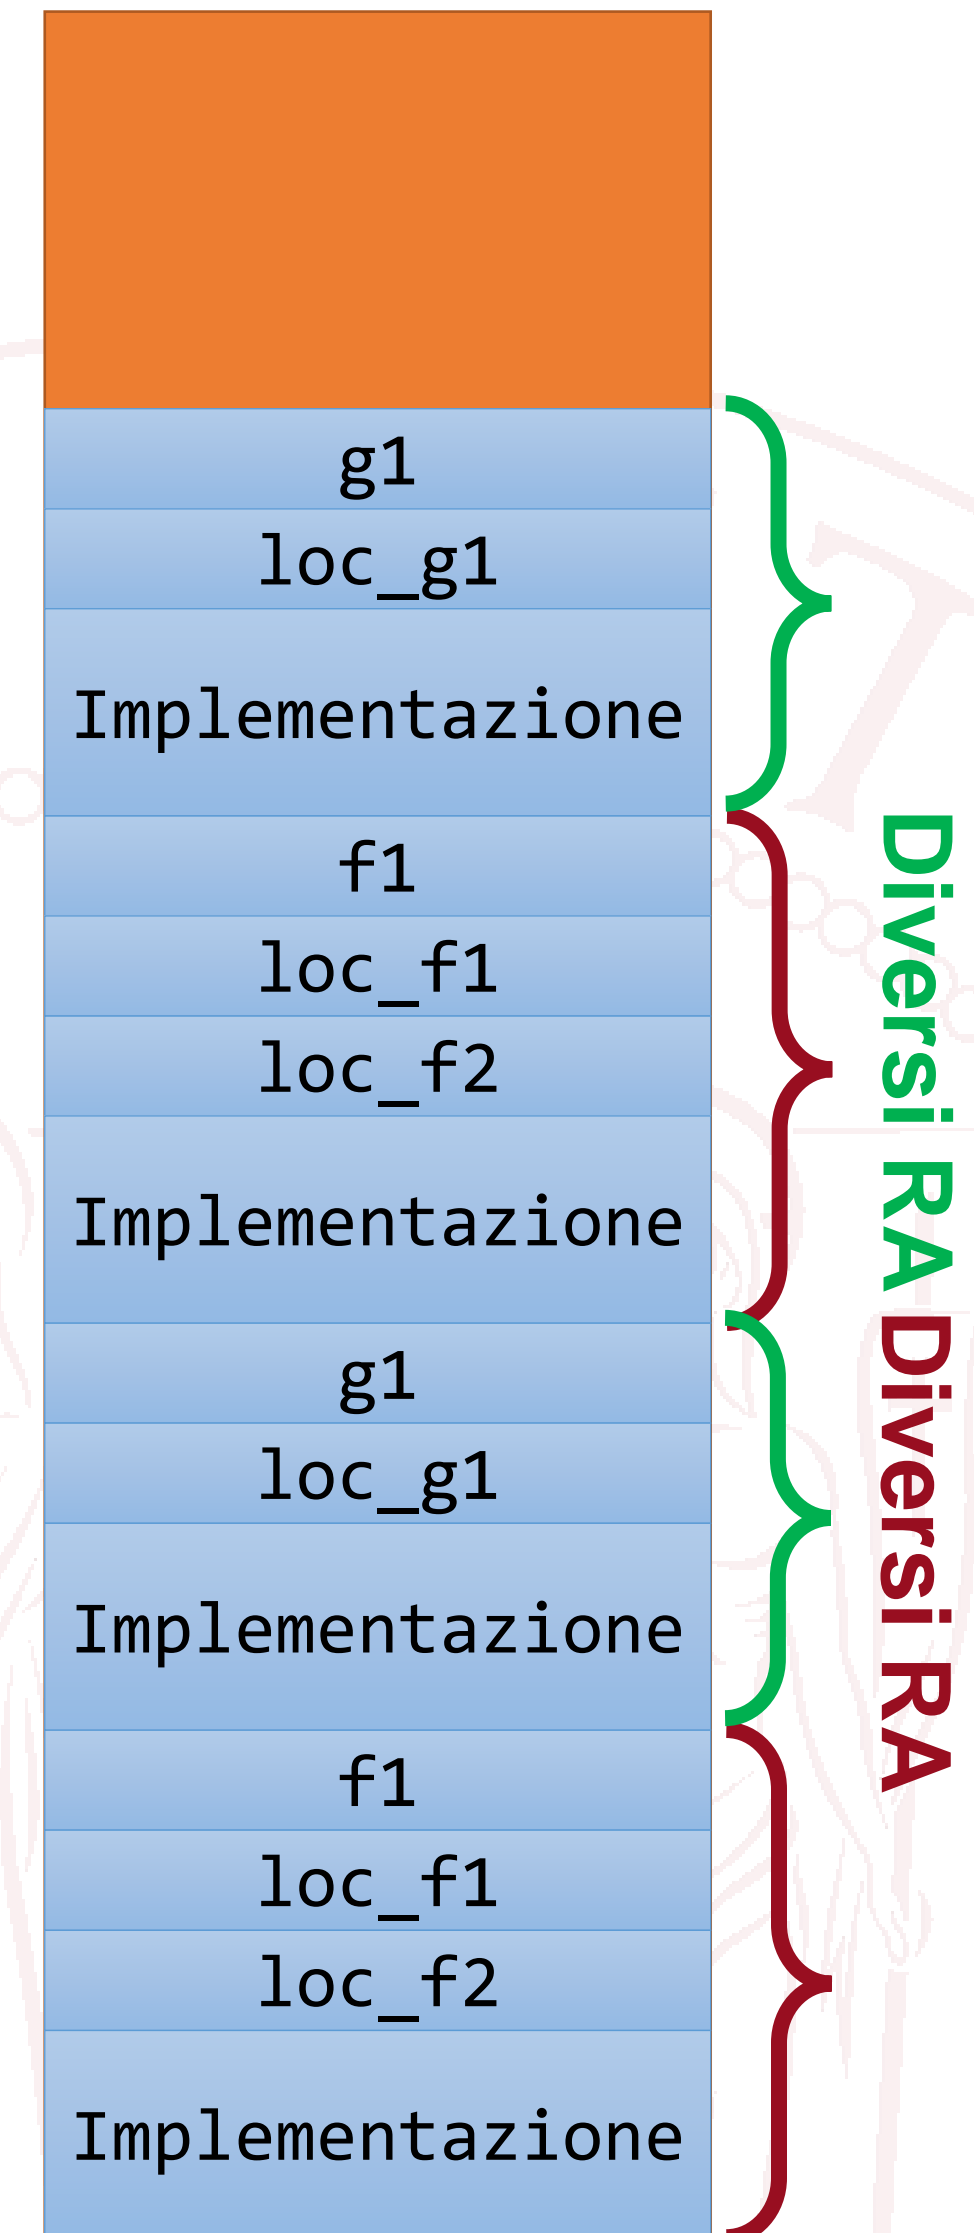 g1
loc_g1
Implementazione
f1
loc_f1
loc_f2
Implementazione
g1
loc_g1
Implementazione
f1
loc_f1
loc_f2
Implementazione
Diversi RA
Diversi RA